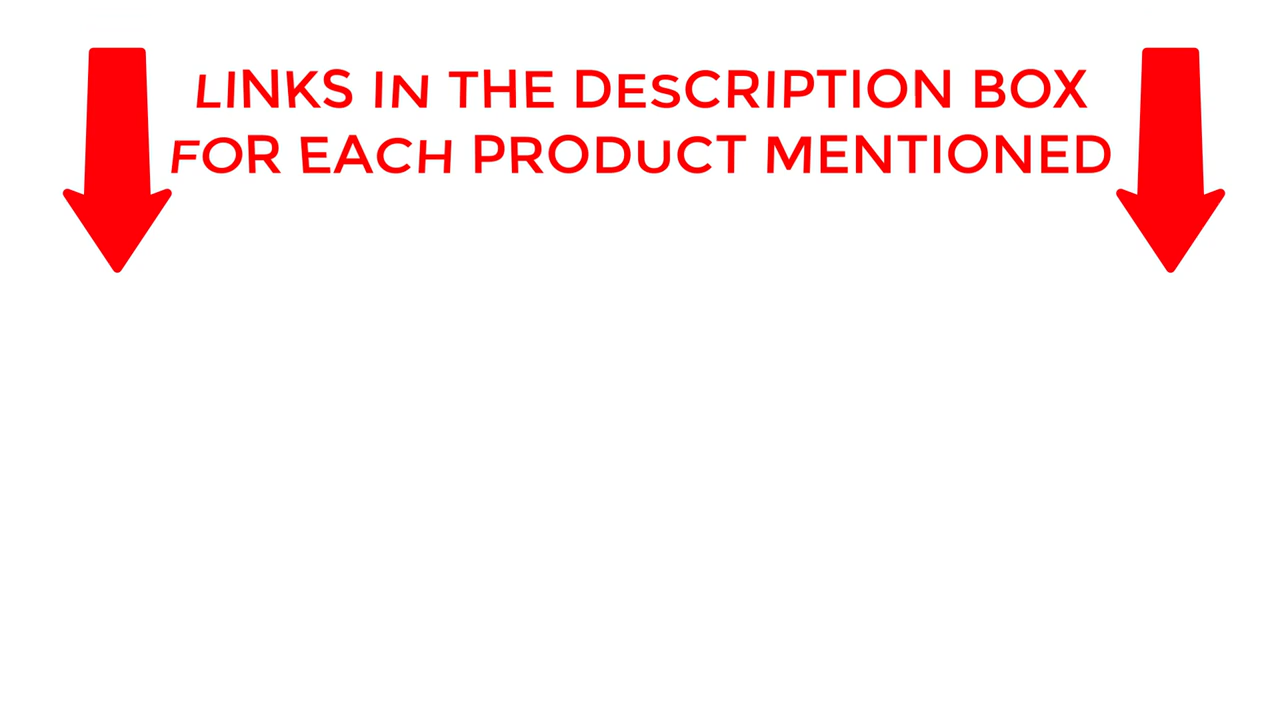 LINKS IN THE DESCRIPTION BOX
FOR EACH PRODUCT MENTIONED